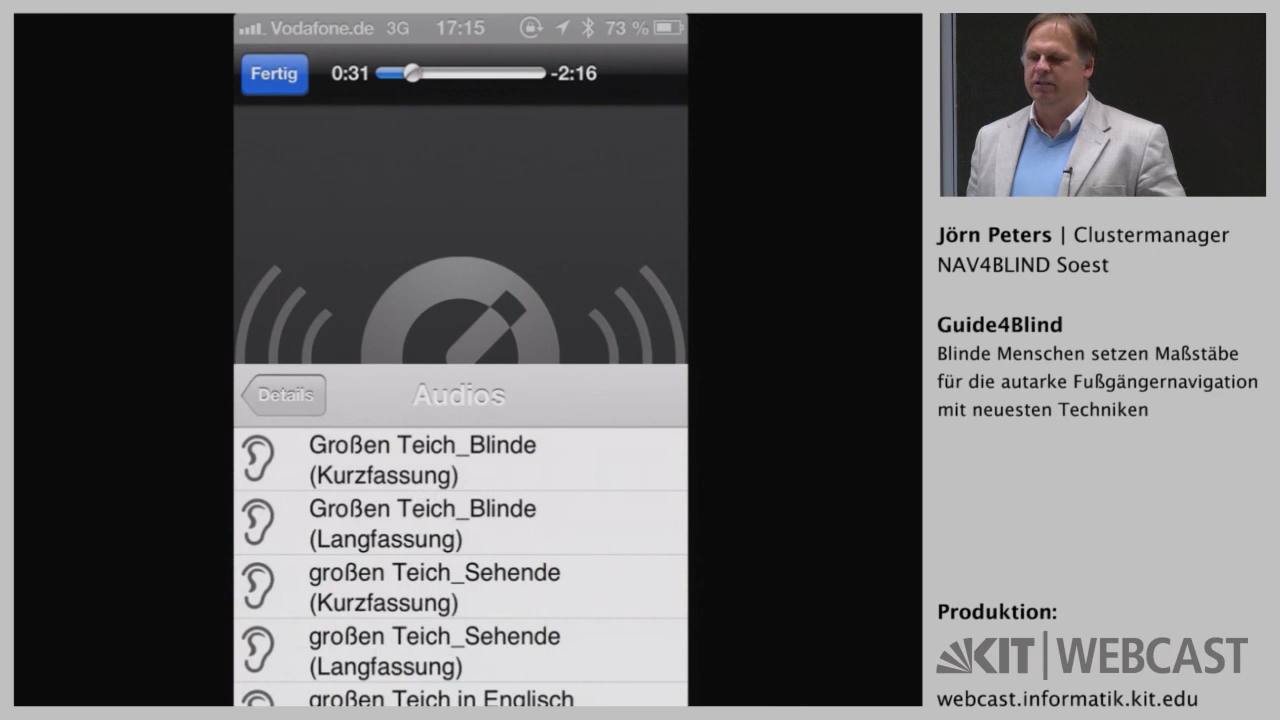 Vodafone.de 3G 17:15 73 %
Fertig 0:31 -2:16
Details Audios
Großen Teich_Blinde
(Kurzfassung)
Großen Teich_Blinde
(Langfassung)
großen Teich_Sehende
(Kurzfassung)
großen Teich_Sehende
(Langfassung)
großen Teich in Englisch
Jörn Peters | Clustermanager
NAV4BLIND Soest
Guide4Blind
Blinde Menschen setzen Maßstäbe
für die autarke Fußgängernavigation
mit neuesten Techniken
Produktion:
KIT | WEBCAST
webcast.informatik.kit.edu